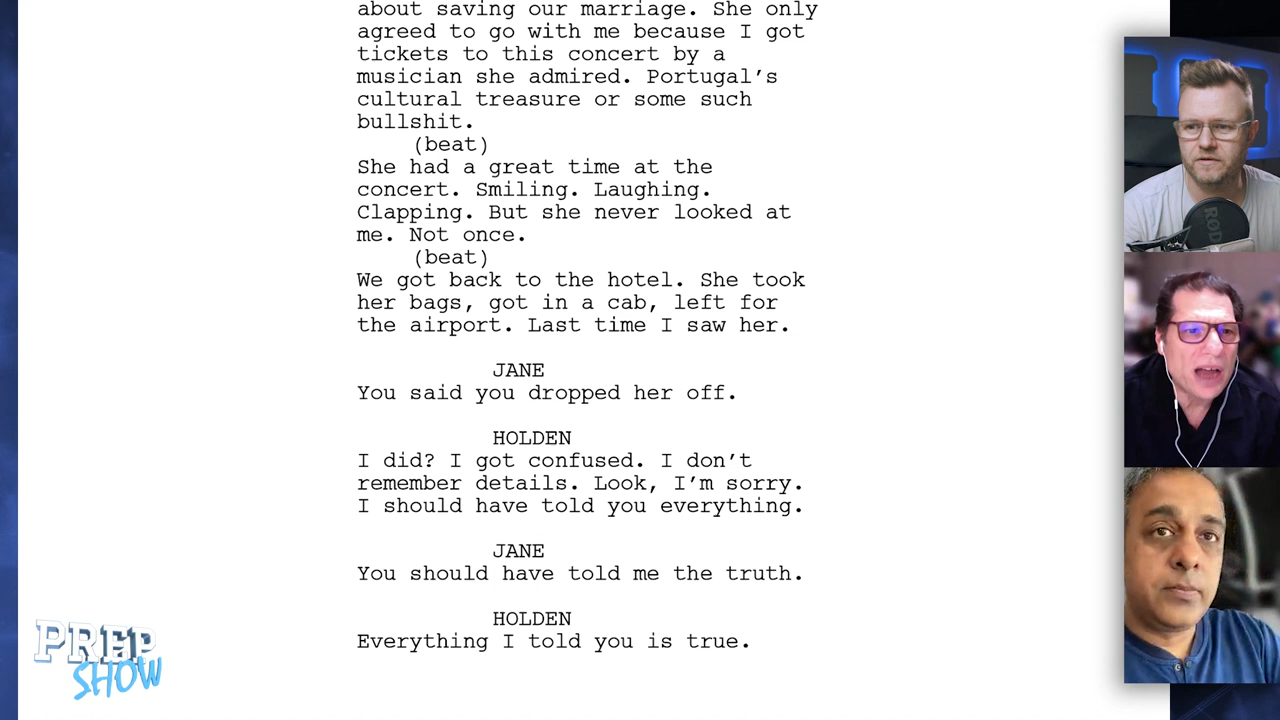 about saving our marriage. She only
agreed to go with me because I got
tickets to this concert by a
musician she admired. Portugal’s
cultural treasure or some such
bullshit.
(beat)
She had a great time at the
concert. Smiling. Laughing.
Clapping. But she never looked at
me. Not once.
(beat)
We got back to the hotel. She took
her bags, got in a cab, left for
the airport. Last time I saw her.
JANE
You said you dropped her off.
HOLDEN
I did? I got confused. I don’t
remember details. Look, I’m sorry.
I should have told you everything.
JANE
You should have told me the truth.
HOLDEN
Everything I told you is true.
PREP
SHOW
RØDE